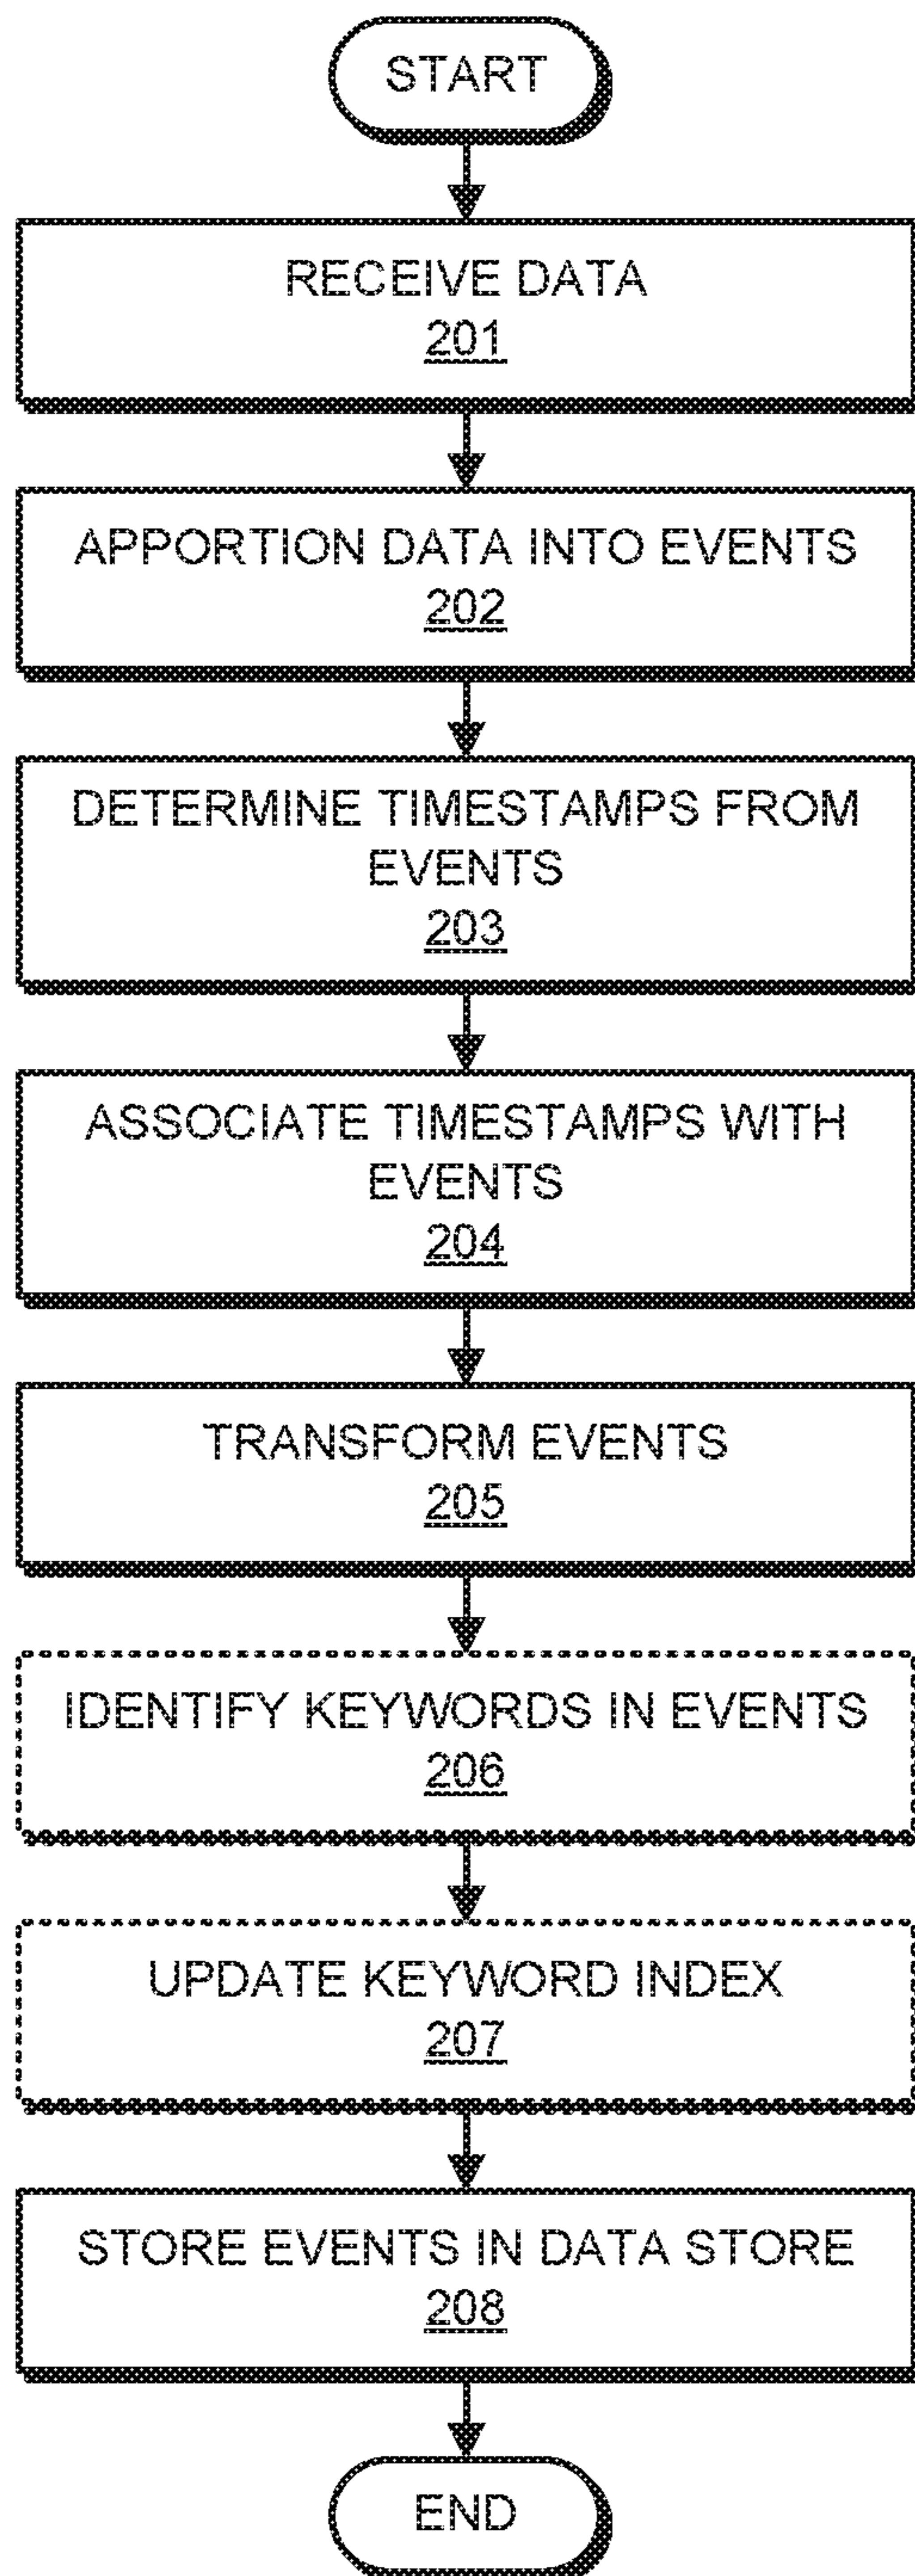 START
RECEIVE DATA
201
APPORTION DATA INTO EVENTS
202
DETERMINE TIMESTAMPS FROM
EVENTS
203
ASSOCIATE TIMESTAMPS WITH
EVENTS
204
TRANSFORM EVENTS
205
IDENTIFY KEYWORDS IN EVENTS
206
UPDATE KEYWORD INDEX
207
STORE EVENTS IN DATA STORE
208
END